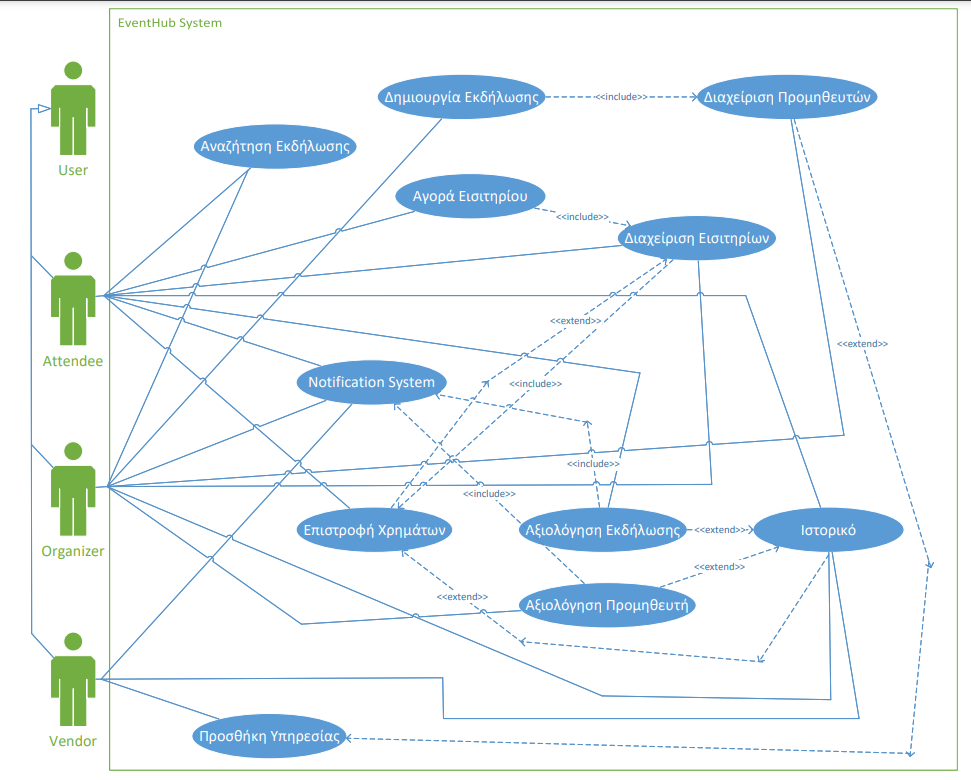 EventHub System
User
Δημιουργία Εκδήλωσης
<<include>>
Διαχείριση Προμηθευτών
Αναζήτηση Εκδήλωσης
Αγορά Εισιτηρίου
<<include>>
Διαχείριση Εισιτηρίων
Attendee
<<extend>>
<<extend>>
Notification System
<<include>>
<<include>>
<<include>>
Organizer
Επιστροφή Χρημάτων
Αξιολόγηση Εκδήλωσης
<<extend>>
Ιστορικό
<<extend>>
<<extend>>
Αξιολόγηση Προμηθευτή
Vendor
Προσθήκη Υπηρεσίας